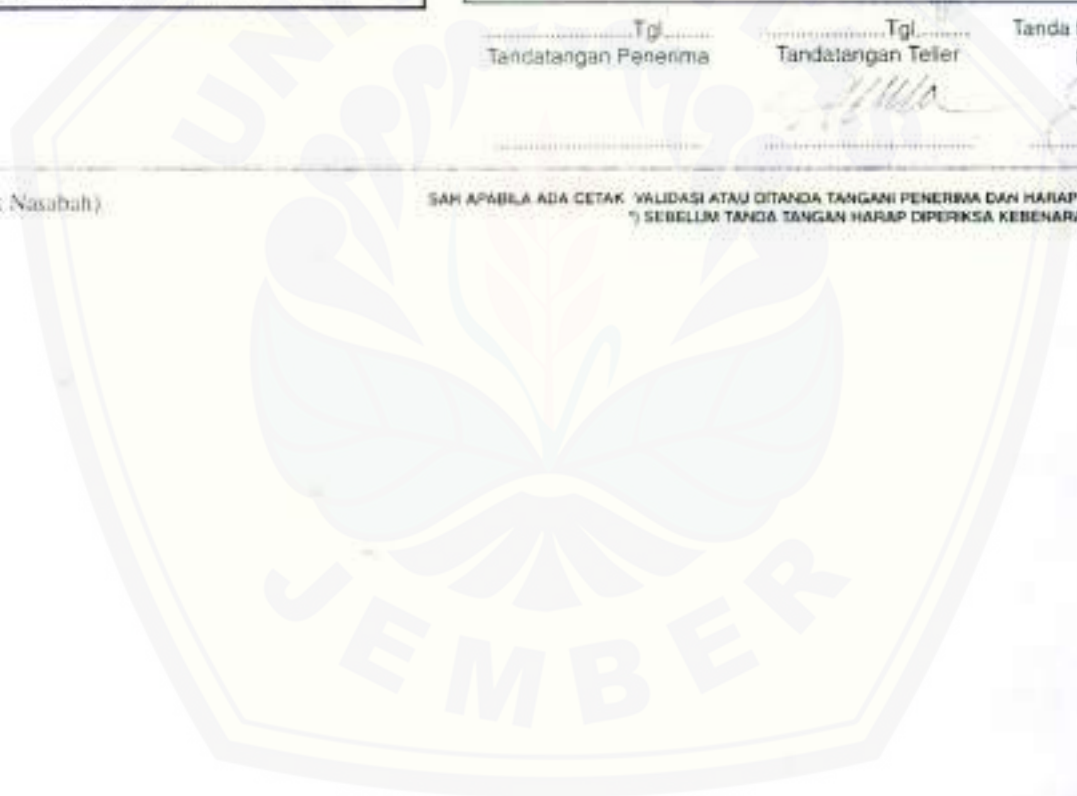 ..................Tgl......... ..................Tgl......... Tanda
Tandatangan Penerima Tandatangan Teller
Nasabah)
SAH APABILA ADA CETAK VALIDASI ATAU DITANDA TANGANI PENERIMA DAN HARAP
*) SEBELUM TANDA TANGAN HARAP DIPERIKSA
JEMBER